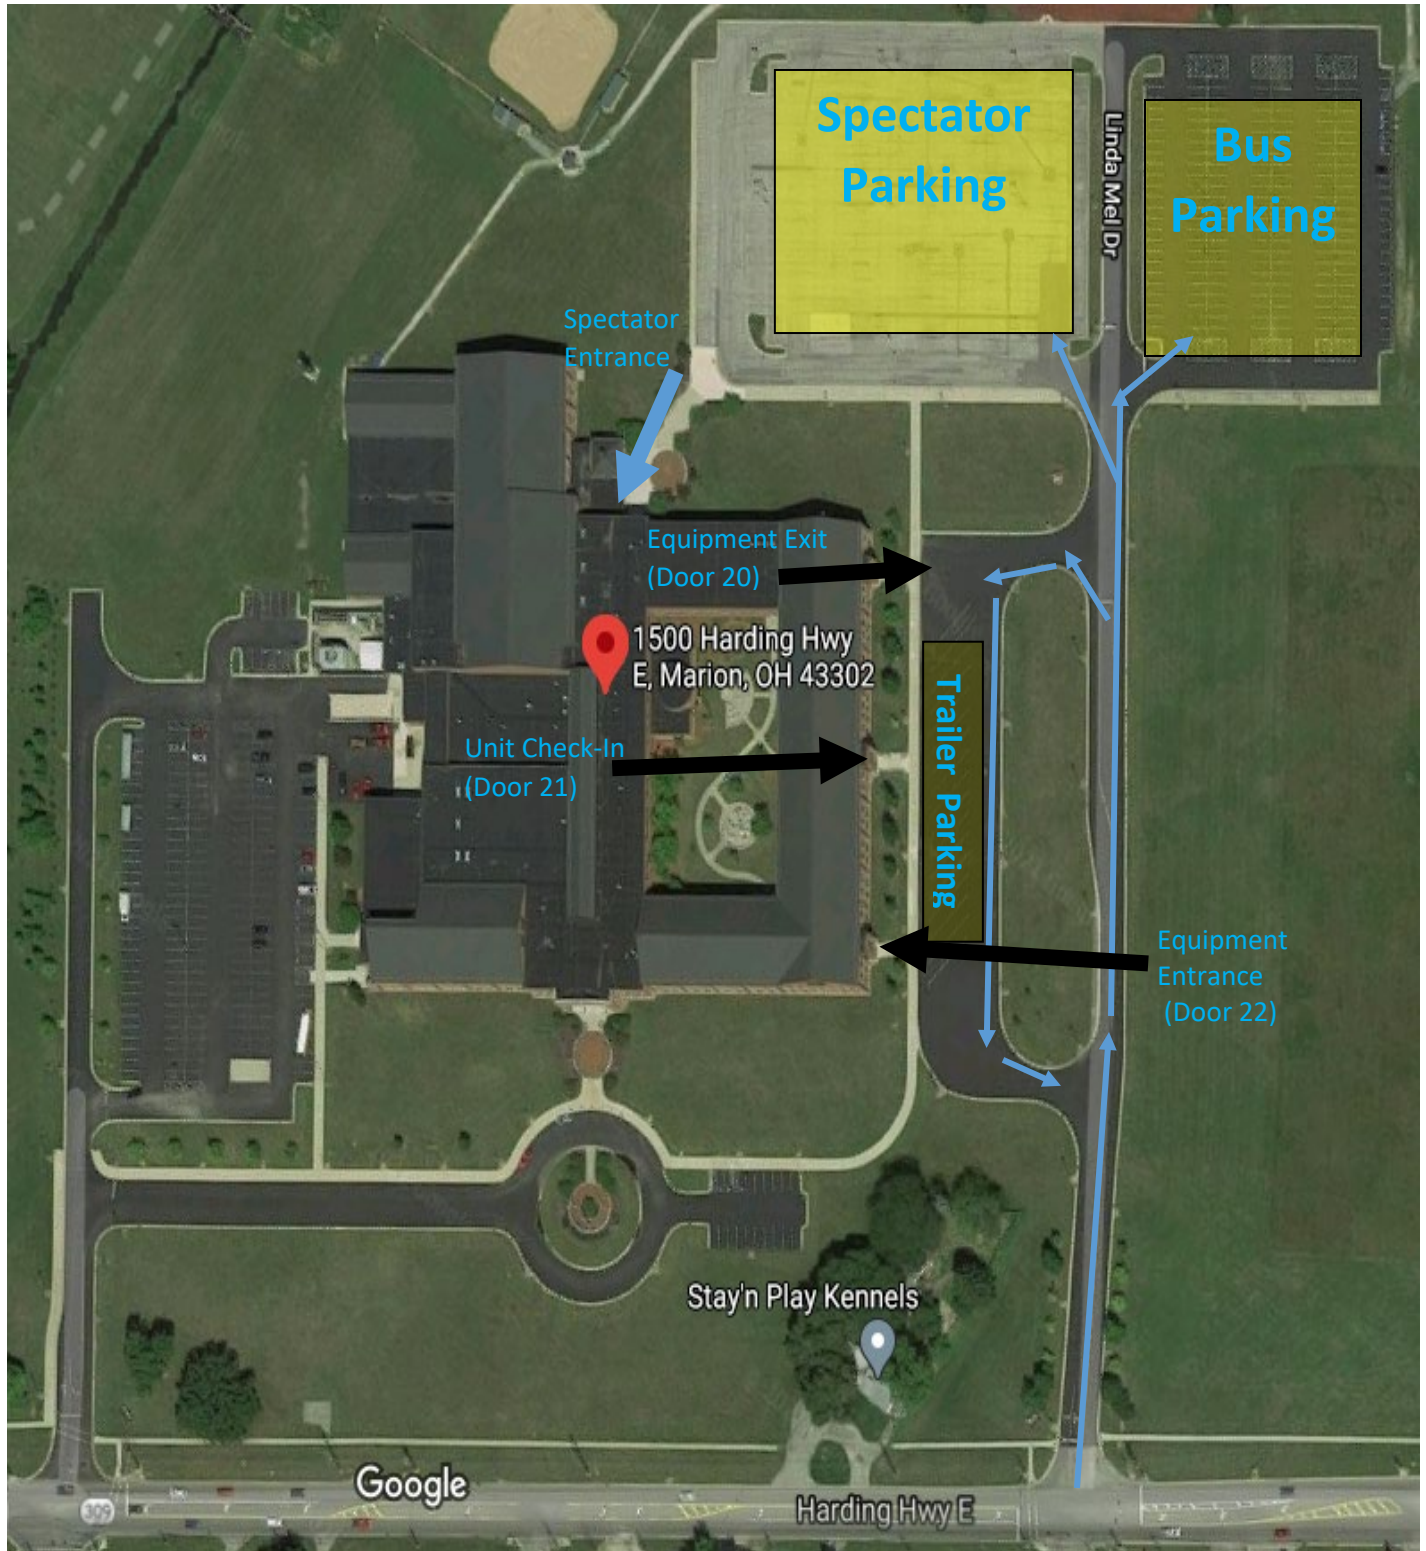 Spectator
Parking
Bus
Parking
Linda Mel Dr
Spectator
Entrance
Equipment Exit
(Door 20)
1500 Harding Hwy
E, Marion, OH 43302
Trailer Parking
Unit Check-In
(Door 21)
Equipment
Entrance
(Door 22)
Stay'n Play Kennels
Google
309
Harding Hwy E